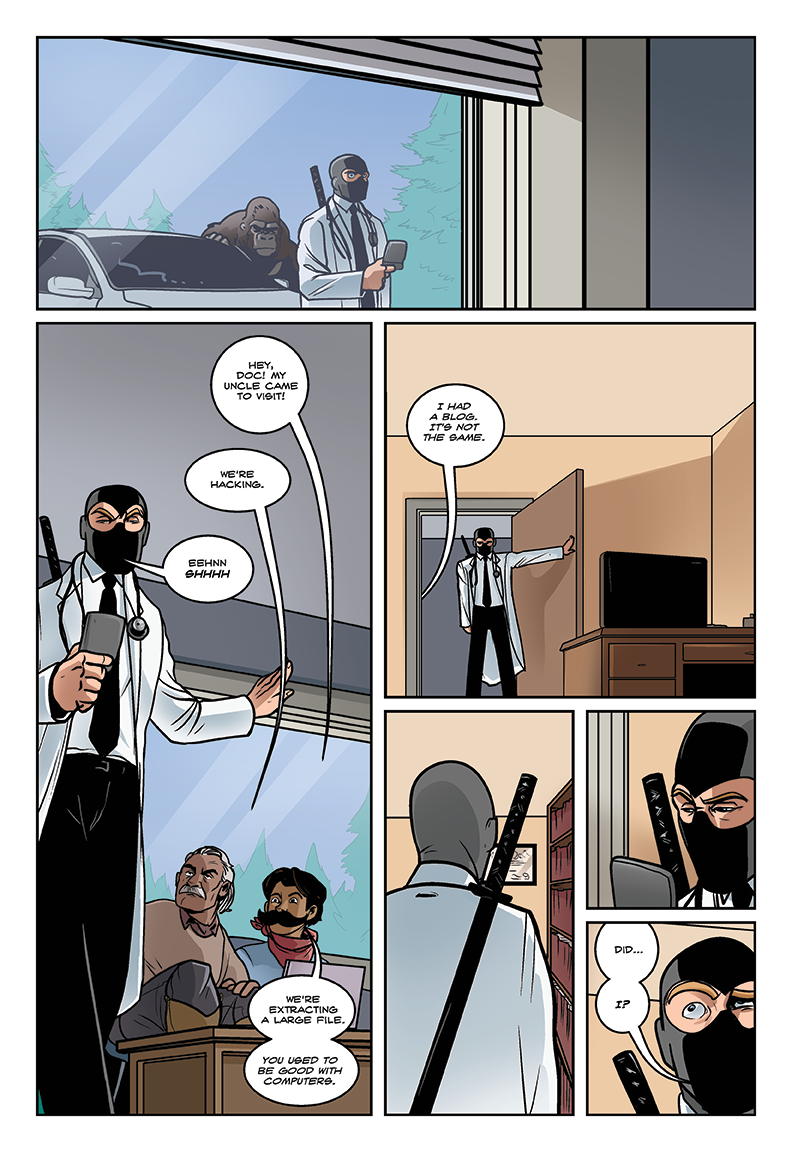 HEY,
DOC! MY
UNCLE CAME
TO VISIT!
WE'RE
HACKING.
EEHNN
SHHHH
WE'RE
EXTRACTING
A LARGE FILE.
YOU USED TO
BE GOOD WITH
COMPUTERS.
I HAD
A BLOG.
IT'S NOT
THE SAME.
DID...
I?